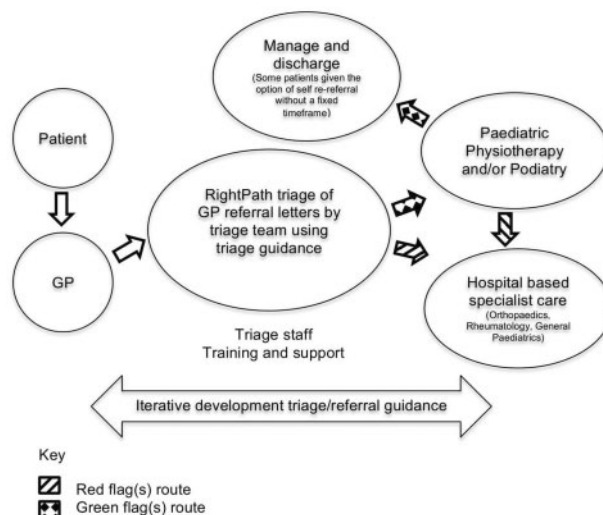 Manage and
discharge
(Some patients given the
option of self re-referral
without a fixed
timeframe)
Patient
Paediatric
Physiotherapy
and/or Podiatry
RightPath triage of
GP referral letters by
triage team using
triage guidance
GP
Hospital based
specialist care
(Orthopaedics,
Rheumatology, General
Paediatrics)
Triage staff
Training and support
Iterative development triage/referral guidance
Key
Red flag(s) route
Green flag(s) route